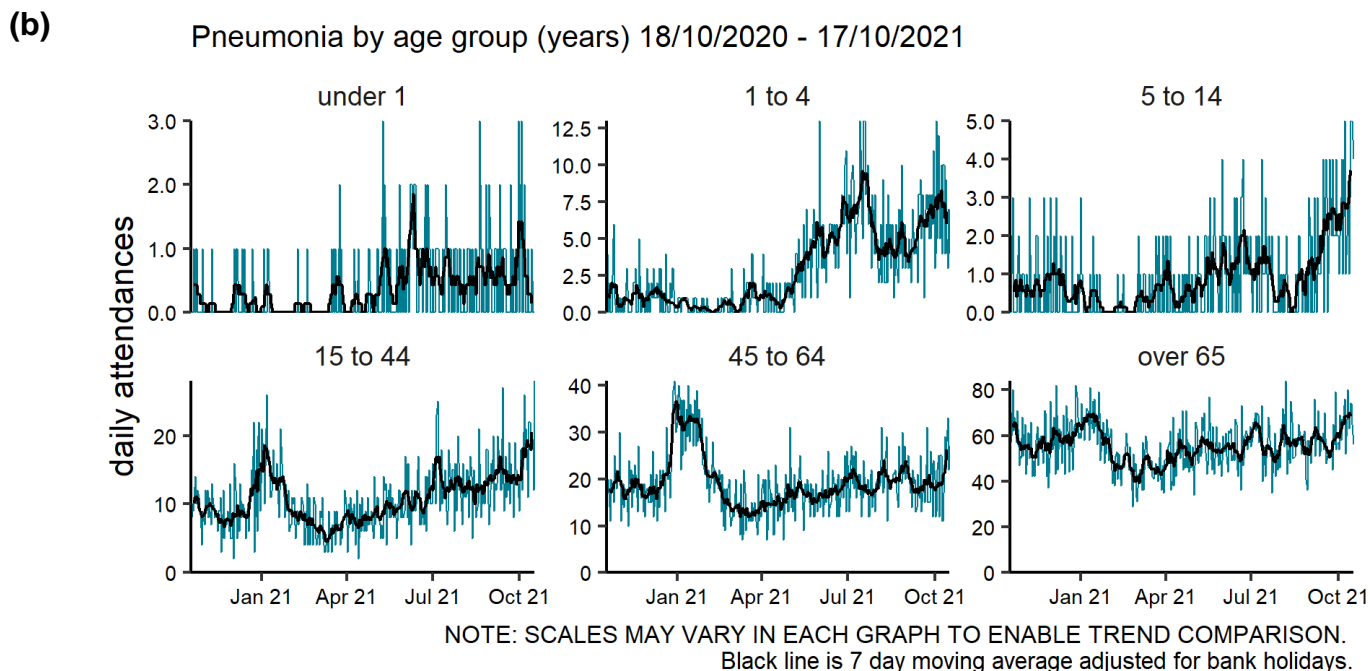 (b)
Pneumonia by age group (years) 18/10/2020 - 17/10/2021
daily attendances
under 1
3.0
2.0
1.0
0.0
1 to 4
12.5
10.0
7.5
5.0
2.5
0.0
5 to 14
5.0
4.0
3.0
2.0
1.0
0.0
15 to 44
20
10
0
Jan 21 Apr 21 Jul 21 Oct 21
45 to 64
40
30
20
10
0
Jan 21 Apr 21 Jul 21 Oct 21
over 65
80
60
40
20
0
Jan 21 Apr 21 Jul 21 Oct 21
NOTE: SCALES MAY VARY IN EACH GRAPH TO ENABLE TREND COMPARISON.
Black line is 7 day moving average adjusted for bank holidays.